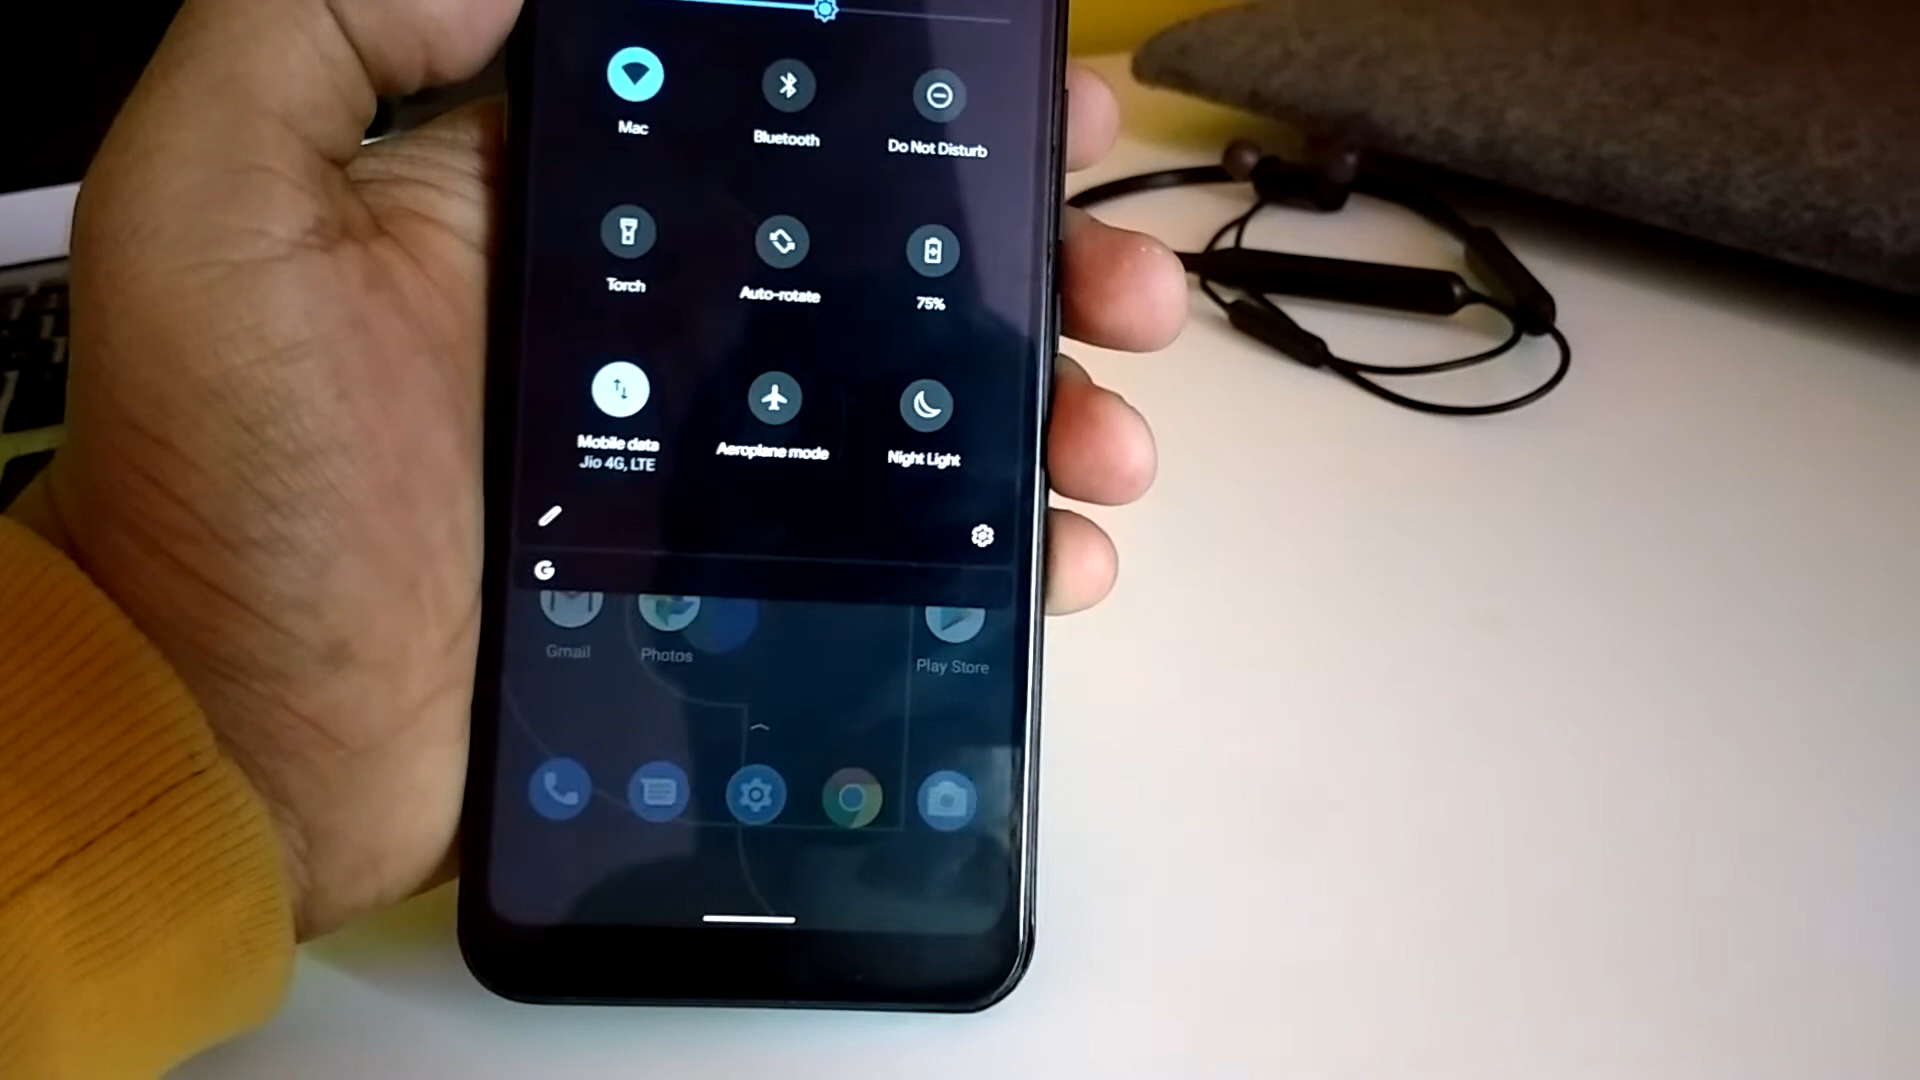 Mac
Bluetooth
Do Not Disturb
Torch
Auto-rotate
75%
Mobile data
Jio 4G, LTE
Aeroplane mode
Night Light
G
Gmail
Photos
Play Store